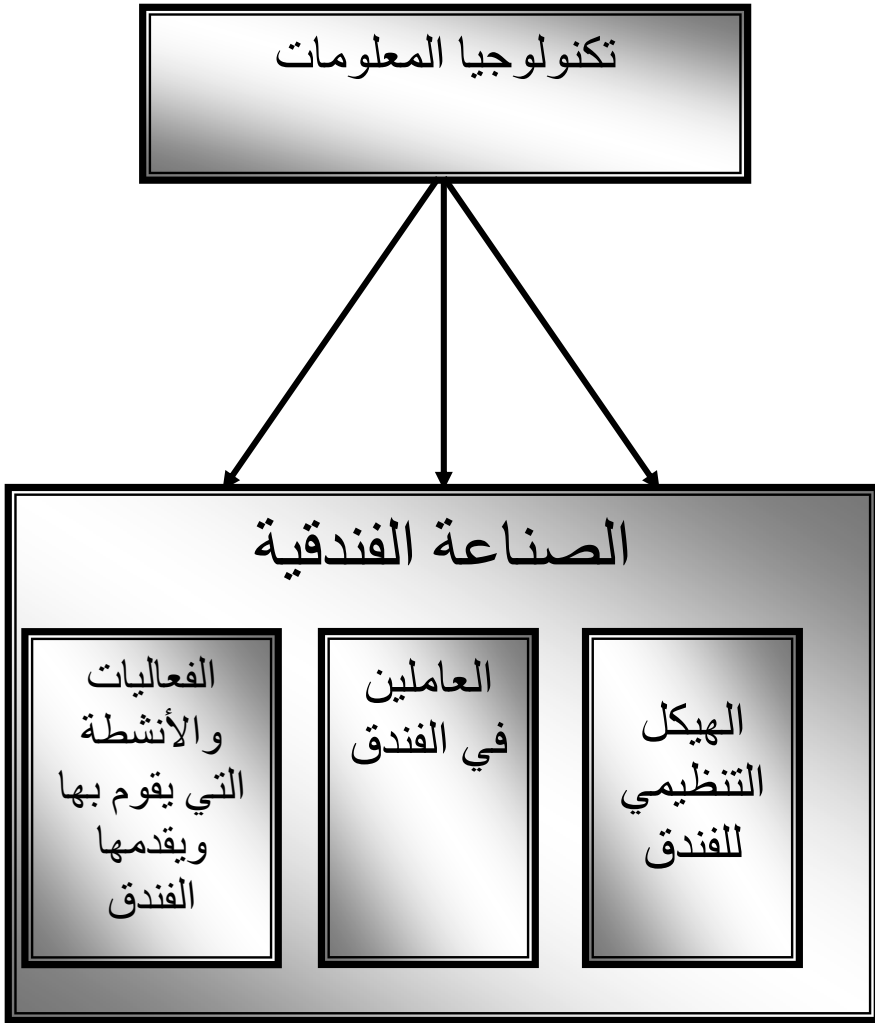 تكنولوجيا المعلومات
الصناعة الفندقية
الهيكل
التنظيمي
للفندق
العاملين
في الفندق
الفعاليات
والأنشطة
التي يقوم بها
ويقدمها
الفندق